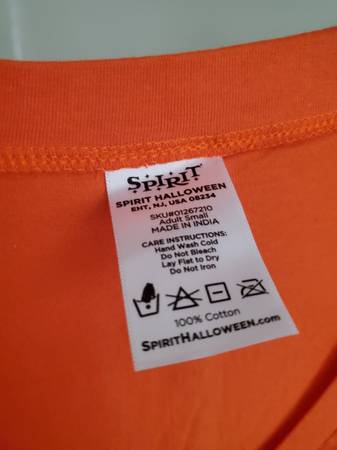 SPIRIT
SPIRIT HALLOWEEN
EHT, NJ, USA 08234
SKU#01267210
Adult Small
MADE IN INDIA
CARE INSTRUCTIONS:
Hand Wash Cold
Do Not Bleach
Lay Flat to Dry
Do Not Iron
100% Cotton
SPIRITHALLOWEEN.com